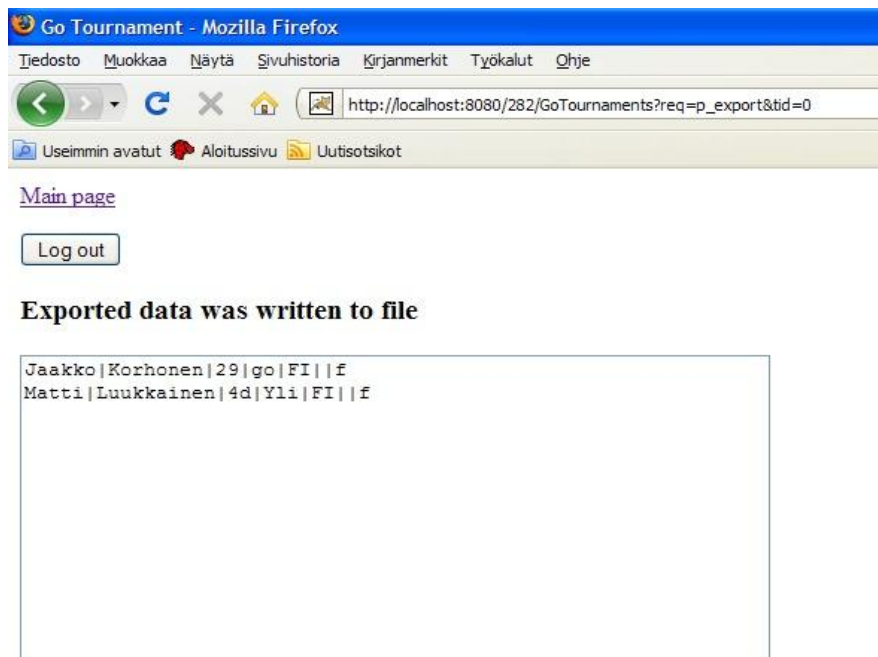 Go Tournament - Mozilla Firefox
Tiedosto Muokkaa Näytä Sivuhistoria Kirjanmerkit Työkalut Ohje
http://localhost:8080/282/GoTournaments?req=p_export&tid=0
Useimmin avatut Aloitussivu Uutisotsikot
Main page
Log out
Exported data was written to file
Jaakko|Korhonen|29|go|FI||f
Matti|Luukkainen|4d|Yli|FI||f